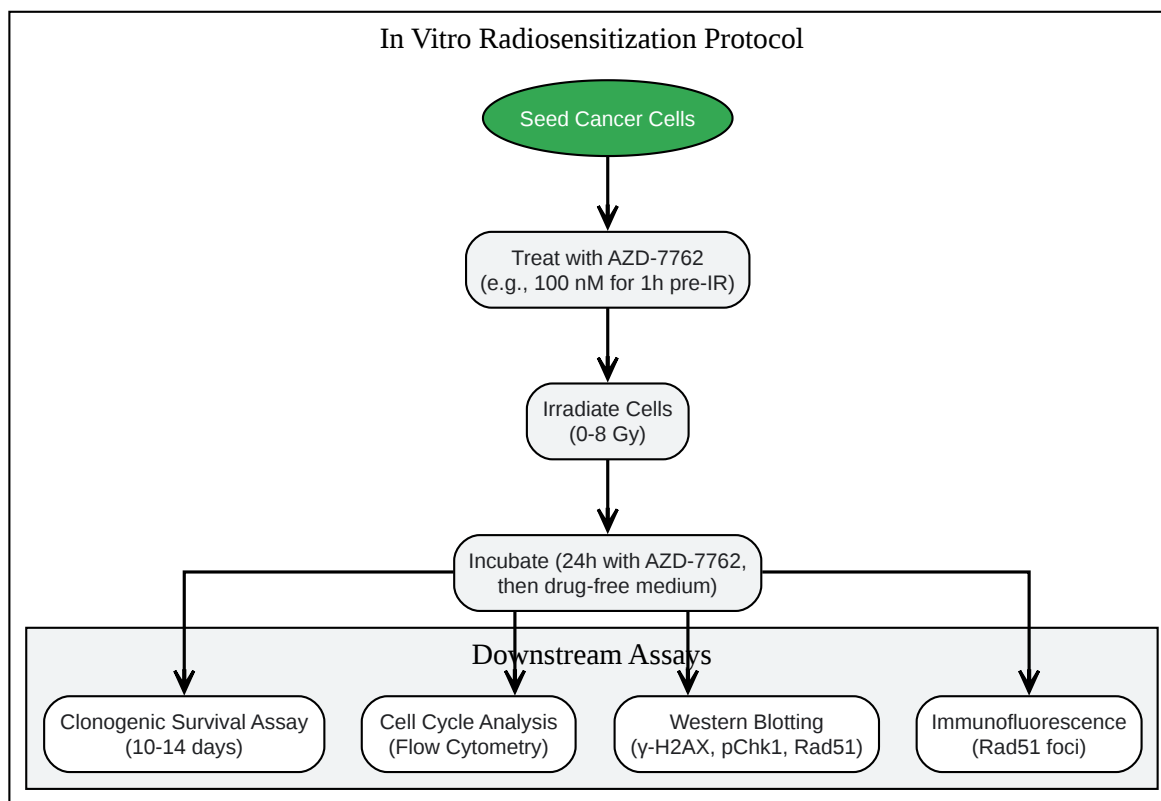 In Vitro Radiosensitization Protocol
Seed Cancer Cells
Treat with AZD-7762
(e.g., 100 nM for 1h pre-IR)
Irradiate Cells
(0-8 Gy)
Incubate (24h with AZD-7762,
then drug-free medium)
Downstream Assays
Clonogenic Survival Assay
(10-14 days)
Cell Cycle Analysis
(Flow Cytometry)
Western Blotting
(γ-H2AX, pChk1, Rad51)
Immunofluorescence
(Rad51 foci)